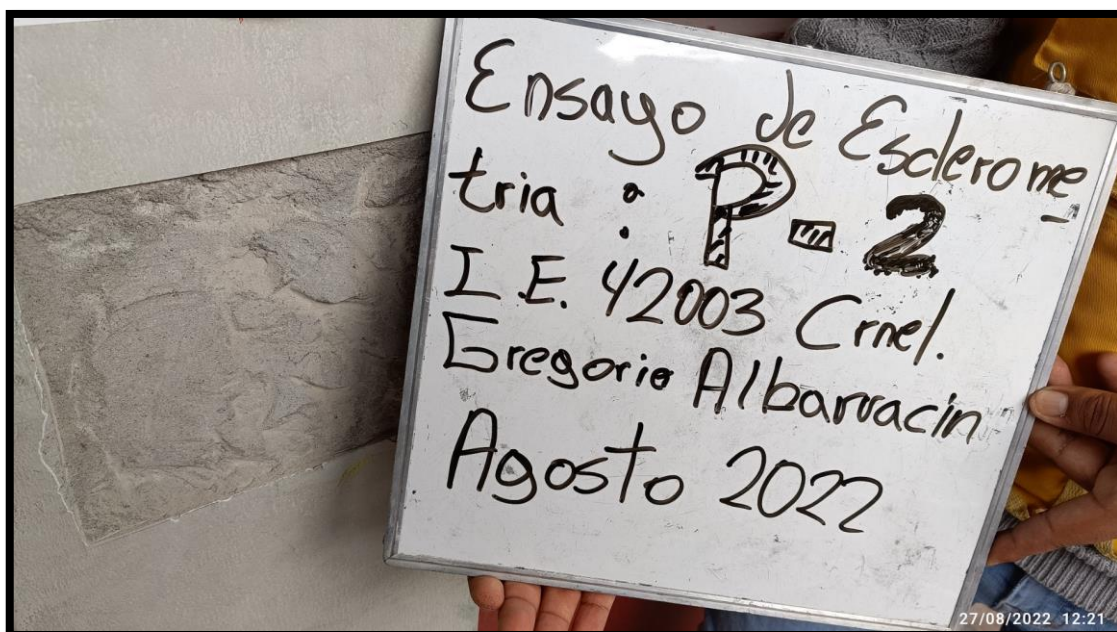 Ensayo de Esclerome
tria : P-2
I.E. 42003 Crnel.
Gregorio Albarracin
Agosto 2022
27/08/2022 12:21